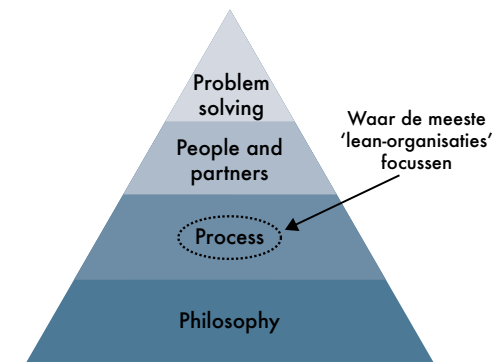 Problem
solving
Waar de meeste
‘lean-organisaties’
focussen
People and
partners
Process
Philosophy